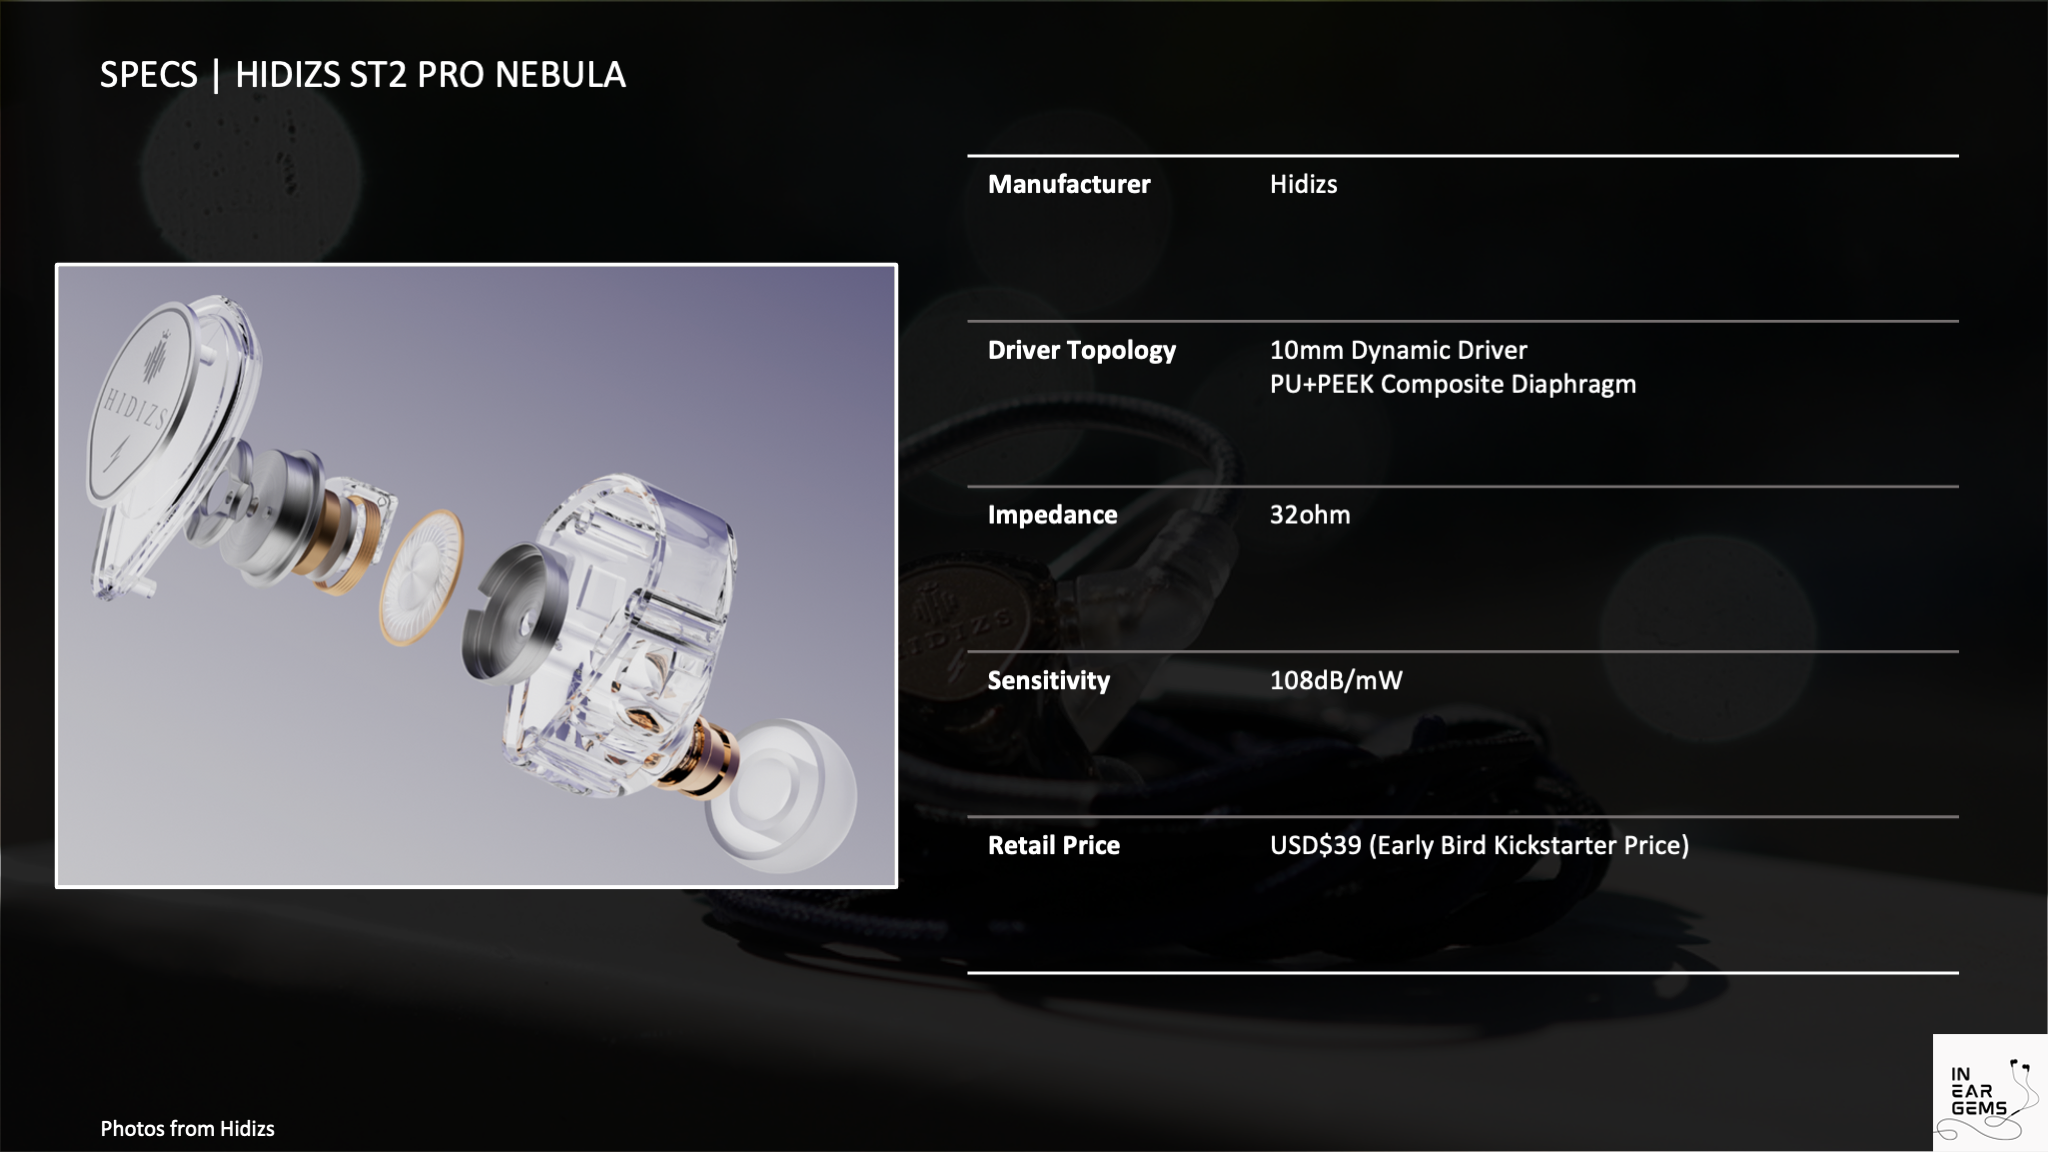 SPECS | HIDIZS ST2 PRO NEBULA
Manufacturer Hidizs
HIDIZS
Driver Topology 10mm Dynamic Driver
PU+PEEK Composite Diaphragm
Impedance 32ohm
HIDIZS
Sensitivity 108dB/mW
Retail Price USD$39 (Early Bird Kickstarter Price)
IN
EAR
GEMS
Photos from Hidizs